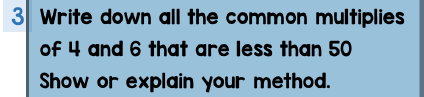 3 Write down all the common multiplies
of 4 and 6 that are less than 50
Show or explain your method.